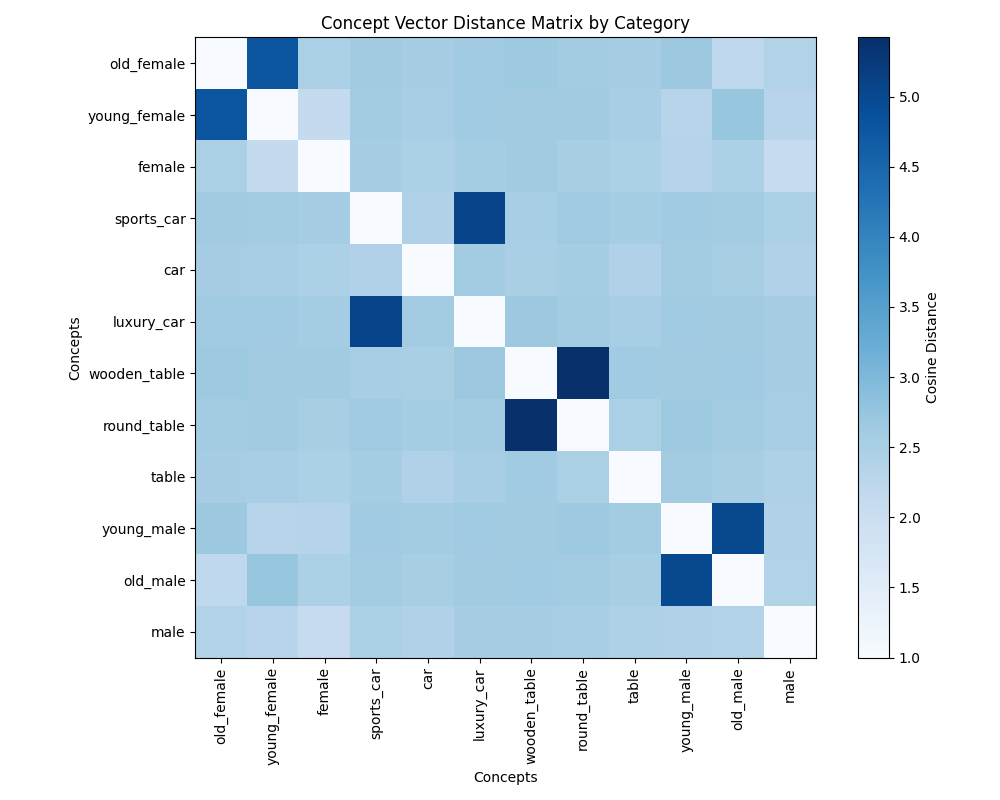 Concept Vector Distance Matrix by Category
old_female
young_female
female
sports_car
car
luxury_car
wooden_table
round_table
table
young_male
old_male
male
Concepts
old_female
young_female
female
sports_car
car
luxury_car
wooden_table
round_table
table
young_male
old_male
male
Concepts
5.0
4.5
4.0
3.5
3.0
2.5
2.0
1.5
1.0
Cosine Distance